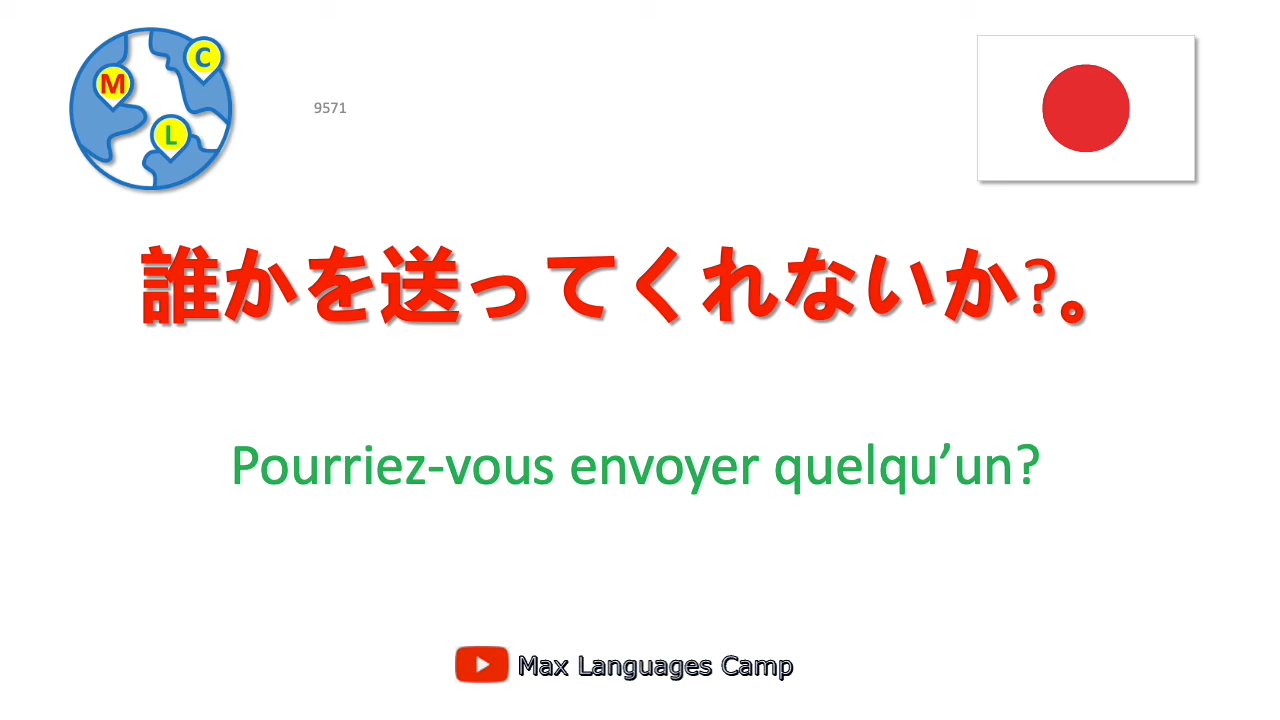 M
C
L
9571
誰かを送ってくれないか?。
Pourriez-vous envoyer quelqu’un?
Max Languages Camp